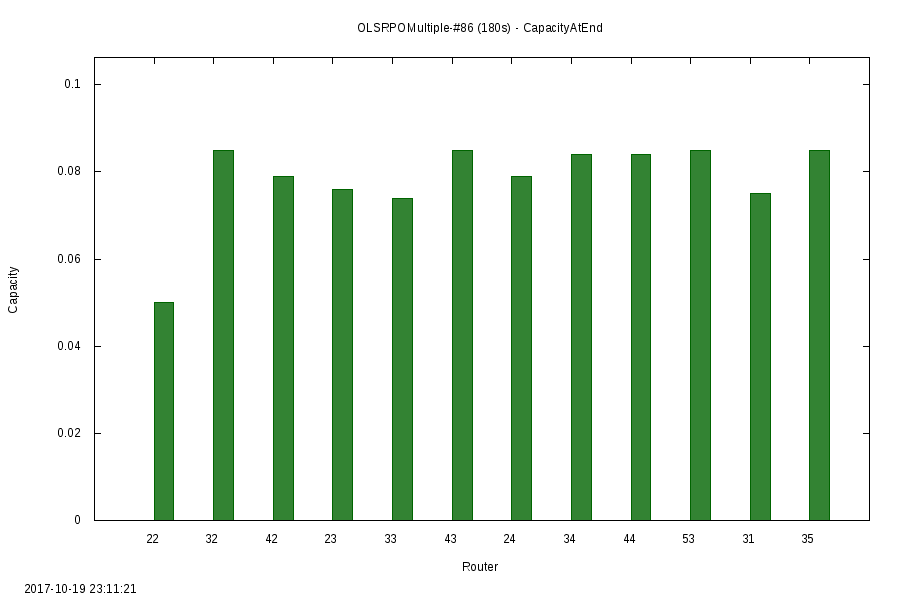 OLSRPOMultiple-#86 (180s) - CapacityAtEnd
0.1
0.08
0.06
0.04
0.02
0
Capacity
22 32 42 23 33 43 24 34 44 53 31 35
Router
2017-10-19 23:11:21